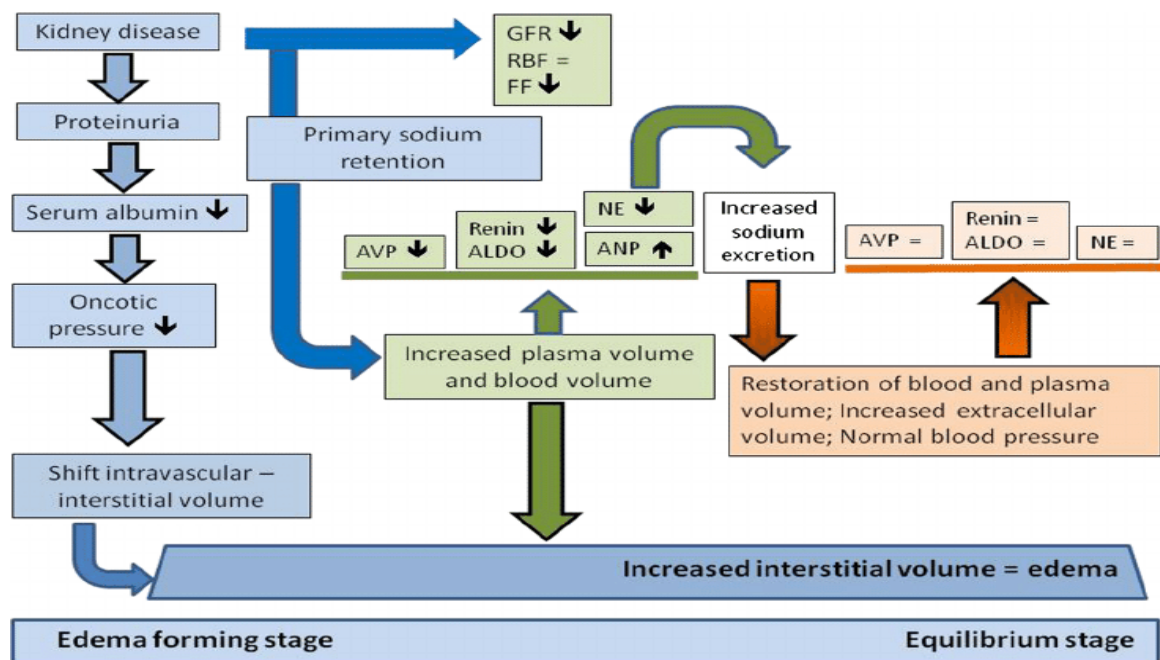 Kidney disease
Proteinuria
Serum albumin ↓
Oncotic
pressure ↓
Shift intravascular –
interstitial volume
GFR ↓
RBF =
FF ↓
Primary sodium
retention
AVP ↓
Renin ↓
ALDO ↓
NE ↓
ANP ↑
Increased plasma volume
and blood volume
Increased
sodium
excretion
AVP =
Renin =
ALDO =
NE =
Restoration of blood and plasma
volume; Increased extracellular
volume; Normal blood pressure
Increased interstitial volume = edema
Edema forming stage
Equilibrium stage